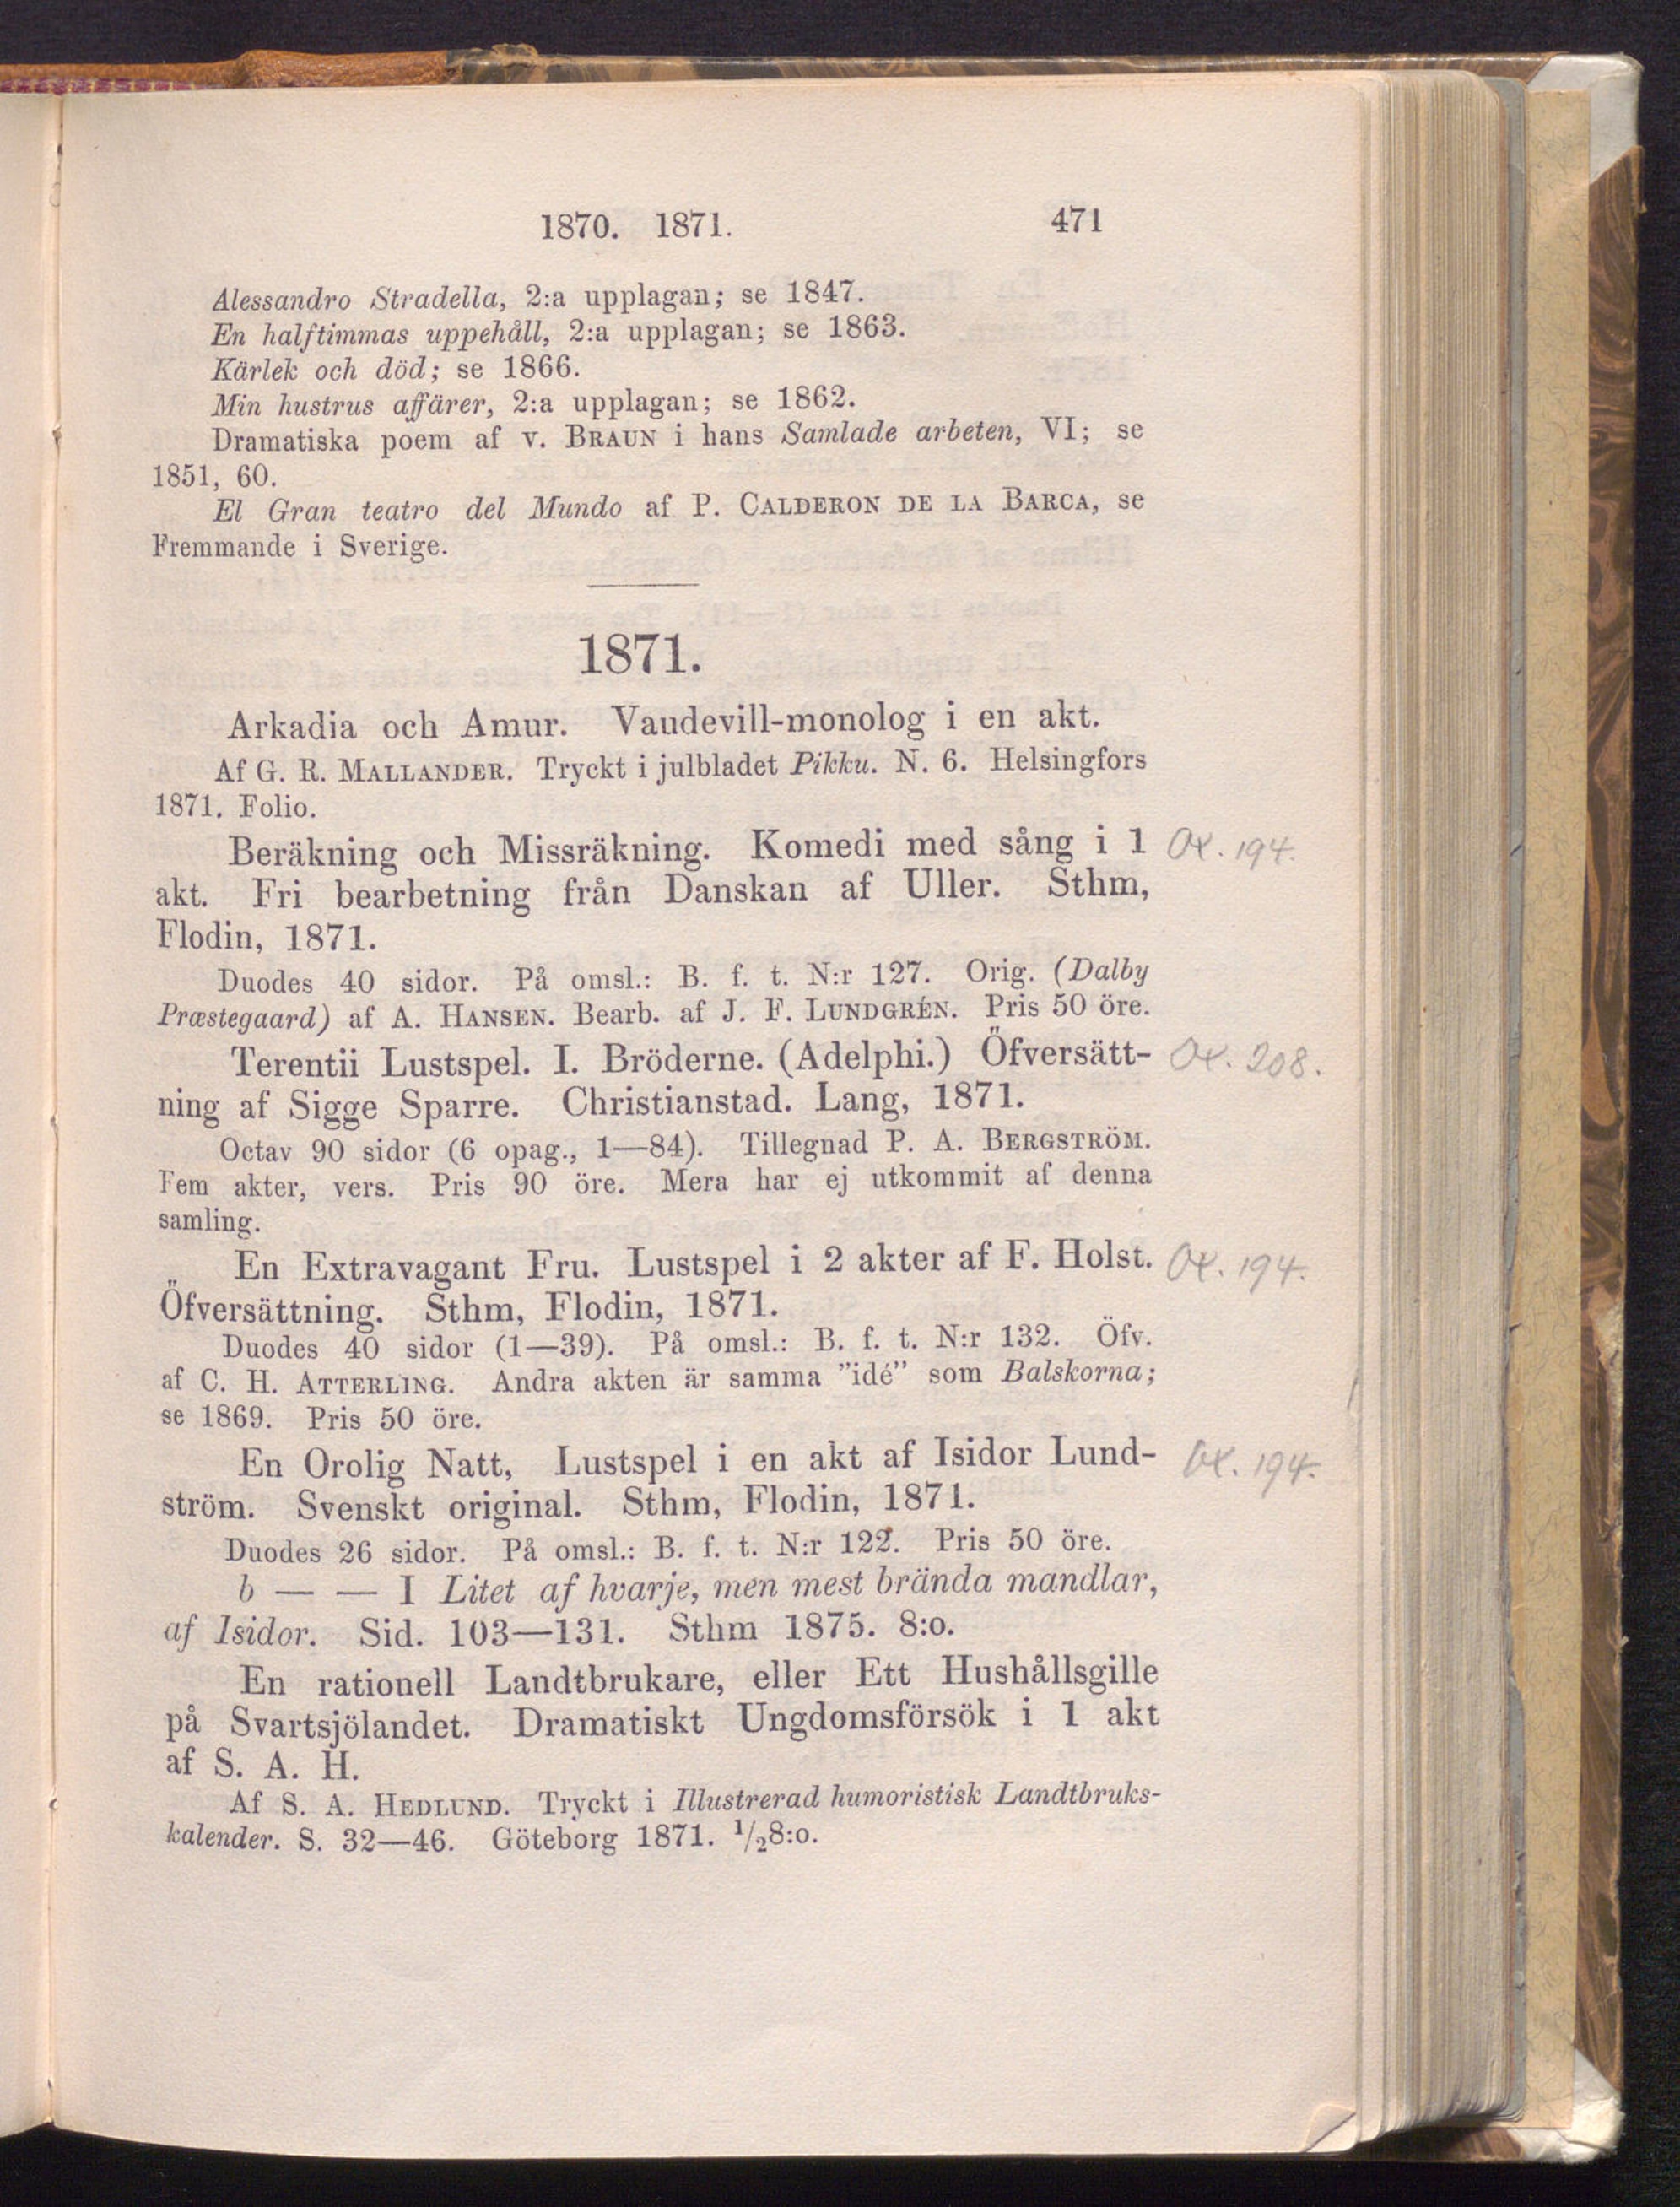 1870. 1871. 471
Alessandro Stradella, 2:a upplagan; se 1847.
En halftimmas uppehåll, 2:a upplagan; se 1863.
Kärlek och död; se 1866.
Min hustrus affärer, 2:a upplagan; se 1862.
Dramatiska poem af v. BRAUN i hans Samlade arbeten, VI; se
1851, 60.
El Gran teatro del Mundo af P. CALDERON DE LA BARCA, se
Fremmande i Sverige.
1871.
Arkadia och Amur. Vaudevill-monolog i en akt.
Af G. R. MALLANDER. Tryckt i julbladet Pikku. N. 6. Helsingfors
1871. Folio.
Beräkning och Missräkning. Komedi med sång i 1 Ox. 194.
akt. Fri bearbetning från Danskan af Uller. Sthm,
Flodin, 1871.
Duodes 40 sidor. På omsl.: B. f. t. N:r 127. Orig. (Dalby
Præstegaard) af A. HANSEN. Bearb. af J. F. LUNDGRÉN. Pris 50 öre.
Terentii Lustspel. I. Bröderne. (Adelphi.) Öfversätt- Ox. 208.
ning af Sigge Sparre. Christianstad. Lang, 1871.
Octav 90 sidor (6 opag., 1—84). Tillegnad P. A. BERGSTRÖM.
Fem akter, vers. Pris 90 öre. Mera har ej utkommit af denna
samling.
En Extravagant Fru. Lustspel i 2 akter af F. Holst. Ox. 194.
Öfversättning. Sthm, Flodin, 1871.
Duodes 40 sidor (1—39). På omsl.: B. f. t. N:r 132. Öfv.
af C. H. ATTERLING. Andra akten är samma ”idé” som Balskorna;
se 1869. Pris 50 öre.
En Orolig Natt, Lustspel i en akt af Isidor Lund- Ox. 194.
ström. Svenskt original. Sthm, Flodin, 1871.
Duodes 26 sidor. På omsl.: B. f. t. N:r 122. Pris 50 öre.
b — — I Litet af hvarje, men mest brända mandlar,
af Isidor. Sid. 103—131. Sthm 1875. 8:o.
En rationell Landtbrukare, eller Ett Hushållsgille
på Svartsjölandet. Dramatiskt Ungdomsförsök i 1 akt
af S. A. H.
Af S. A. HEDLUND. Tryckt i Illustrerad humoristisk Landtbruks-
kalender. S. 32—46. Göteborg 1871. 1/28:o.